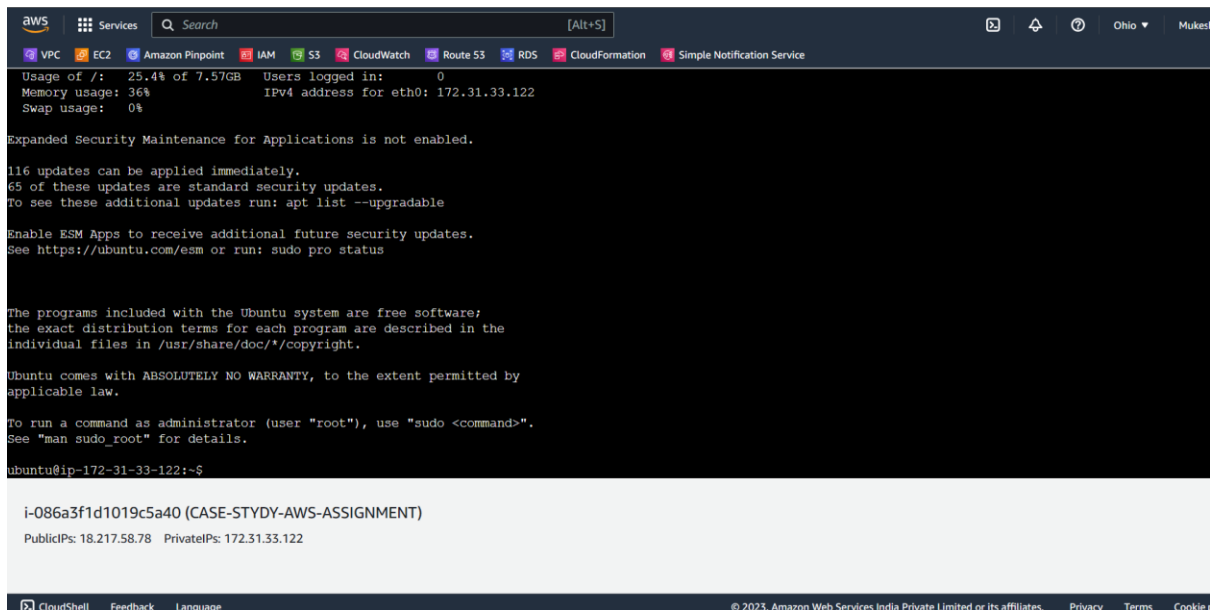 aws Services Search [Alt+S] Ohio ▼ Mukesh
VPC EC2 Amazon Pinpoint IAM S3 CloudWatch Route 53 RDS CloudFormation Simple Notification Service
Usage of /: 25.4% of 7.57GB Users logged in: 0
Memory usage: 36% IPv4 address for eth0: 172.31.33.122
Swap usage: 0%
Expanded Security Maintenance for Applications is not enabled.
116 updates can be applied immediately.
65 of these updates are standard security updates.
To see these additional updates run: apt list --upgradable
Enable ESM Apps to receive additional future security updates.
See https://ubuntu.com/esm or run: sudo pro status
The programs included with the Ubuntu system are free software;
the exact distribution terms for each program are described in the
individual files in /usr/share/doc/*/copyright.
Ubuntu comes with ABSOLUTELY NO WARRANTY, to the extent permitted by
applicable law.
To run a command as administrator (user "root"), use "sudo <command>".
See "man sudo_root" for details.
ubuntu@ip-172-31-33-122:~$
i-086a3f1d1019c5a40 (CASE-STYDY-AWS-ASSIGNMENT)
PublicIPs: 18.217.58.78 PrivateIPs: 172.31.33.122
CloudShell Feedback Language © 2023, Amazon Web Services India Private Limited or its affiliates. Privacy Terms Cookie